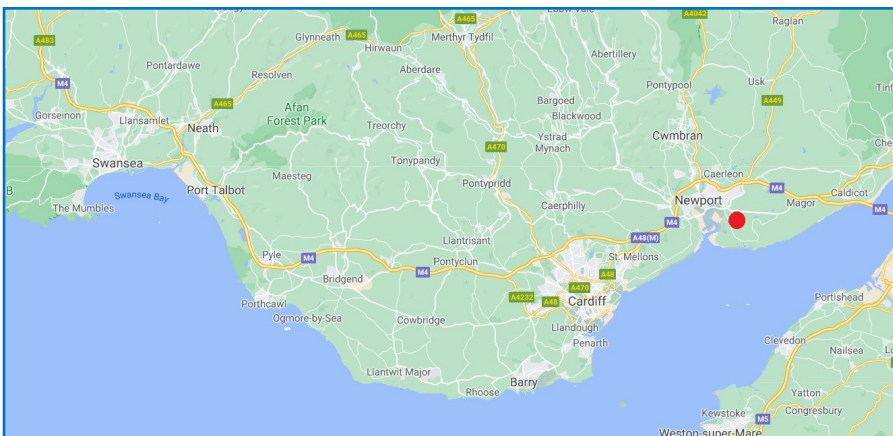 A483
A465
Glynneath
A465
Hirwaun
A465
Merthyr Tydfil
A4042
Raglan
Abertillery
Pontardawe
Resolven
Aberdare
M4
Pontypool
Usk
Gorseinon
Llansamlet
A465
Afan
Forest Park
Bargoed
Blackwood
A449
Neath
Treorchy
Ystrad
Mynach
Cwmbran
Swansea
A470
Tonypandy
Caerleon
Maesteg
Pontypridd
M4
Caldicot
Port Talbot
Swansea Bay
B
The Mumbles
Caerphilly
Newport
Magor
M4
M4
Llantrisant
A48(M)
Pyle
M4
Pontyclun
St. Mellons
Bridgend
M4
A48
A470
Porthcawl
A4232
A48
Cardiff
Portishead
Ogmore-by-Sea
Cowbridge
Llandough
Penarth
Clevedon
Nailsea
Llantwit Major
Barry
Rhoose
Yatton
Kewstoke
Congresbury
M5
Weston-super-Mare